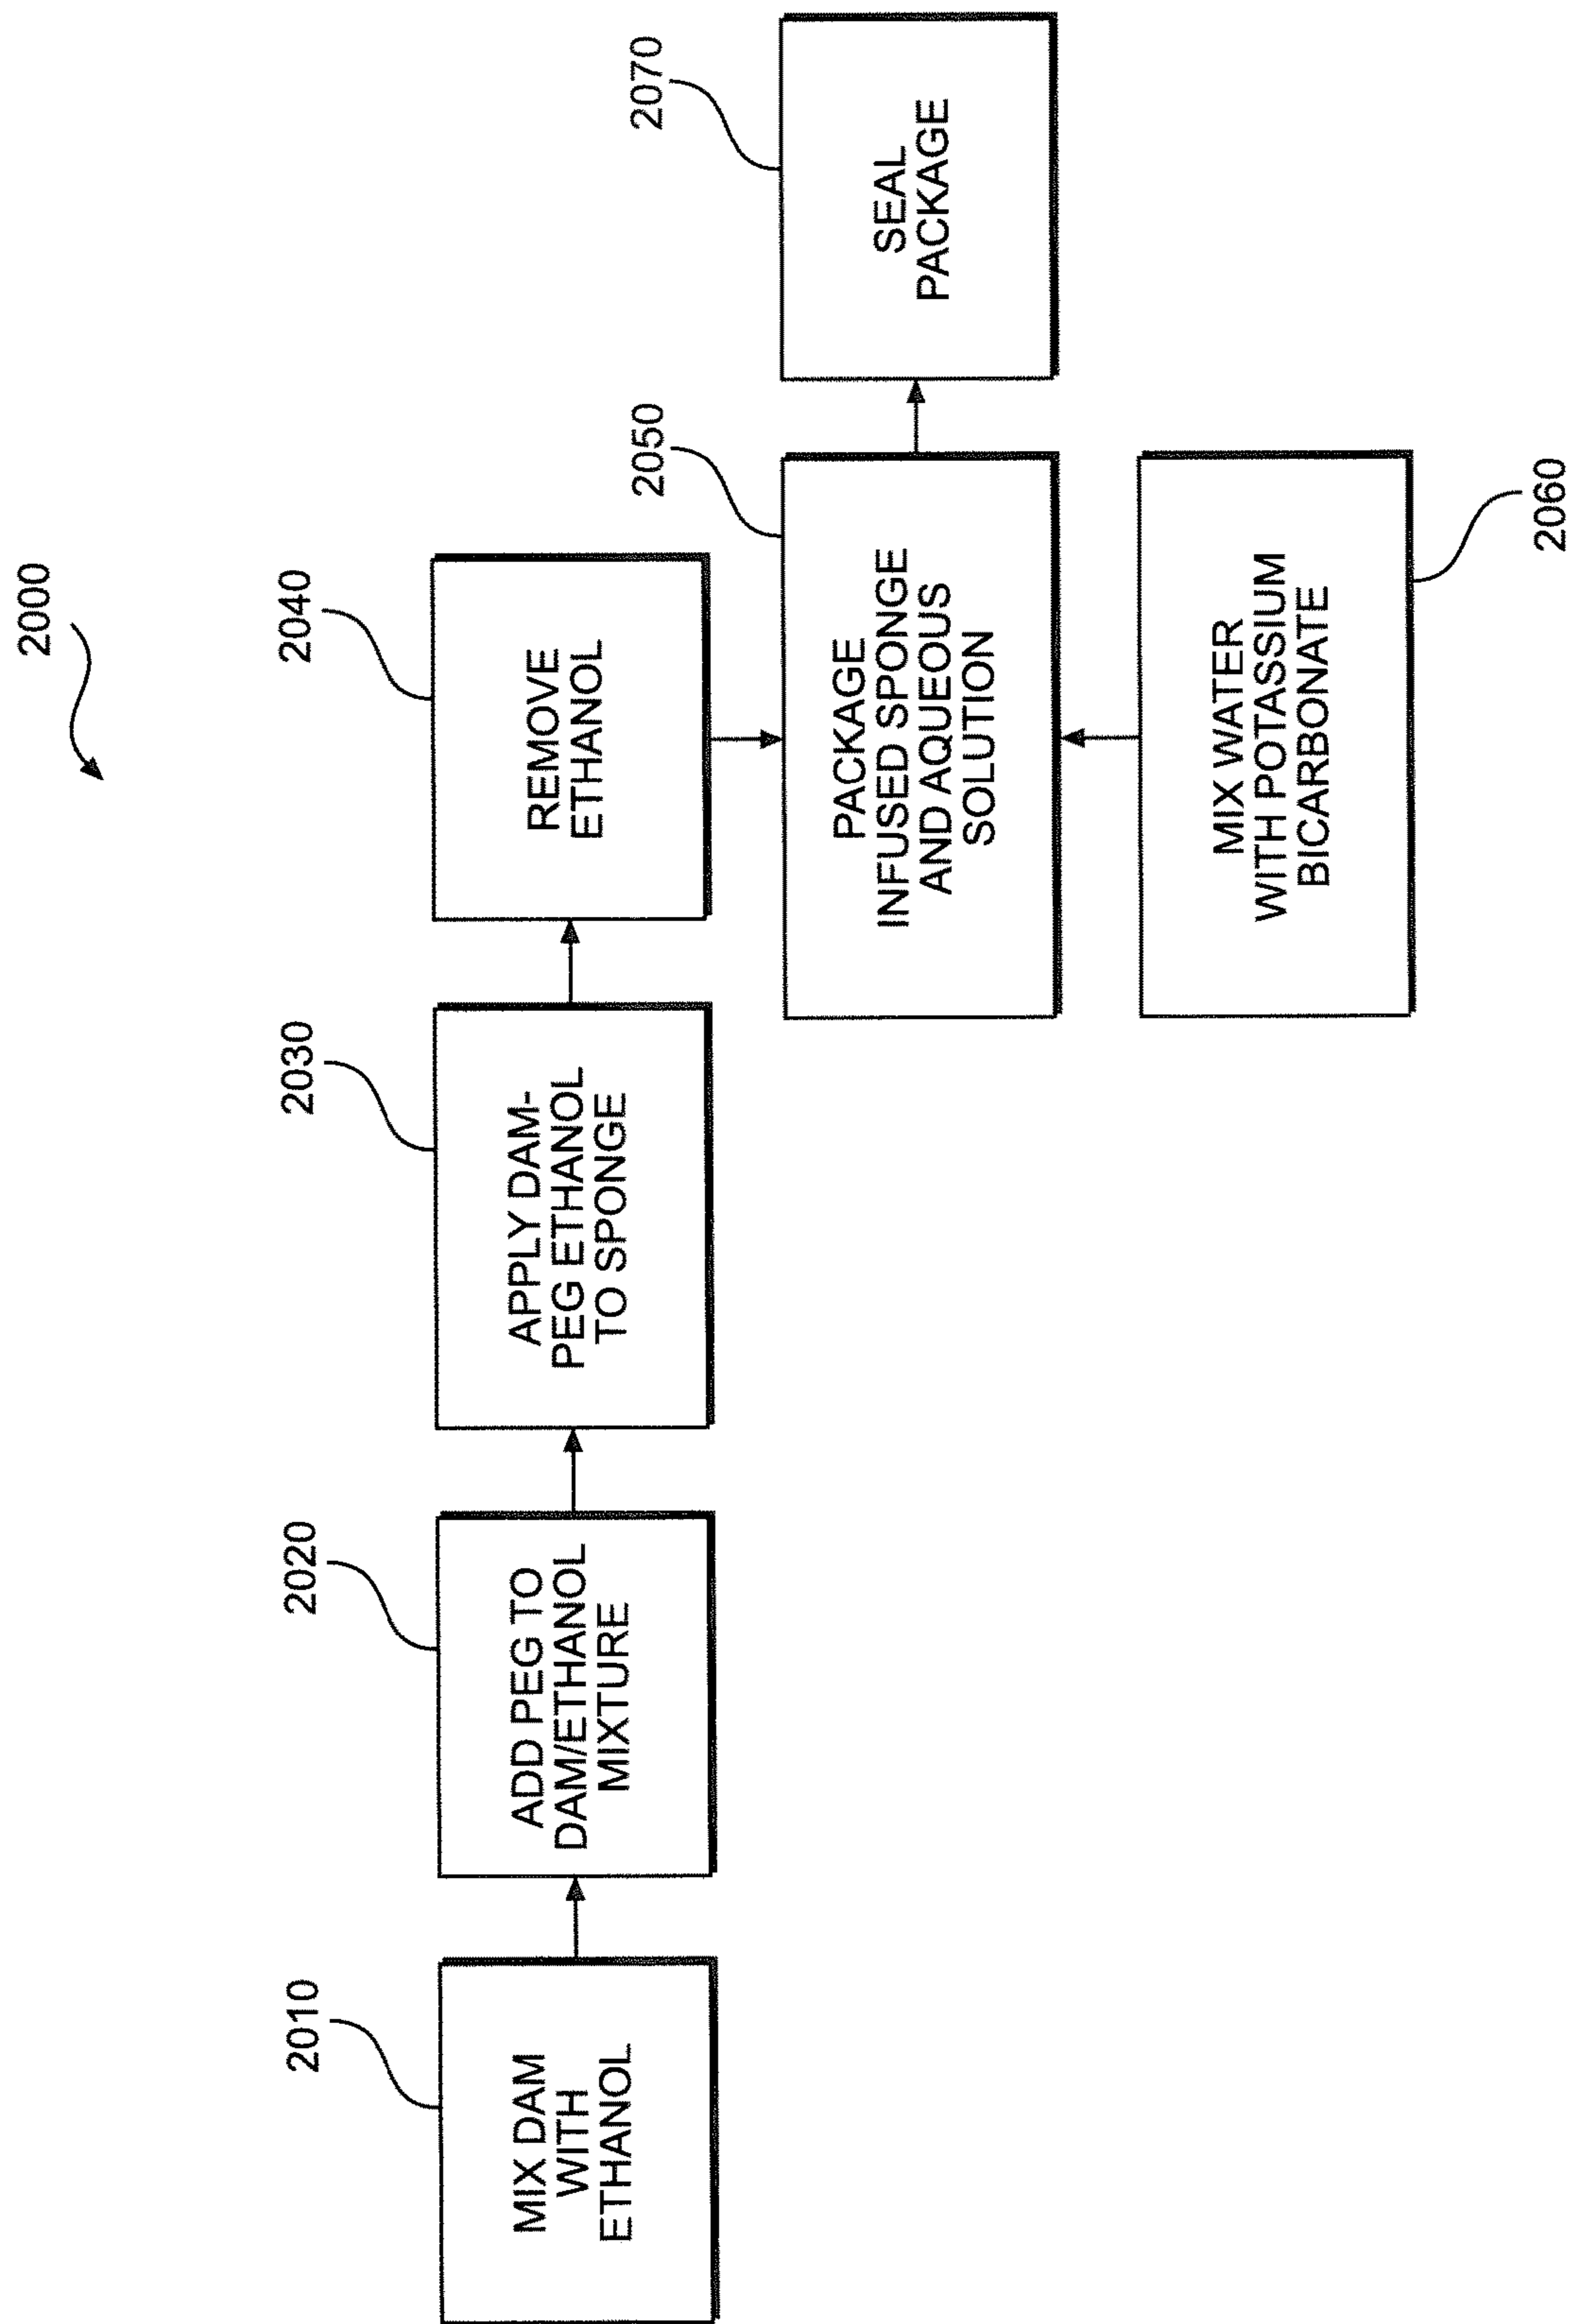 2000
2010
MIX DAM
WITH
ETHANOL
2020
ADD PEG TO
DAM/ETHANOL
MIXTURE
2030
APPLY DAM-
PEG ETHANOL
TO SPONGE
2040
REMOVE
ETHANOL
2050
PACKAGE
INFUSED SPONGE
AND AQUEOUS
SOLUTION
2070
SEAL
PACKAGE
MIX WATER
WITH POTASSIUM
BICARBONATE
2060